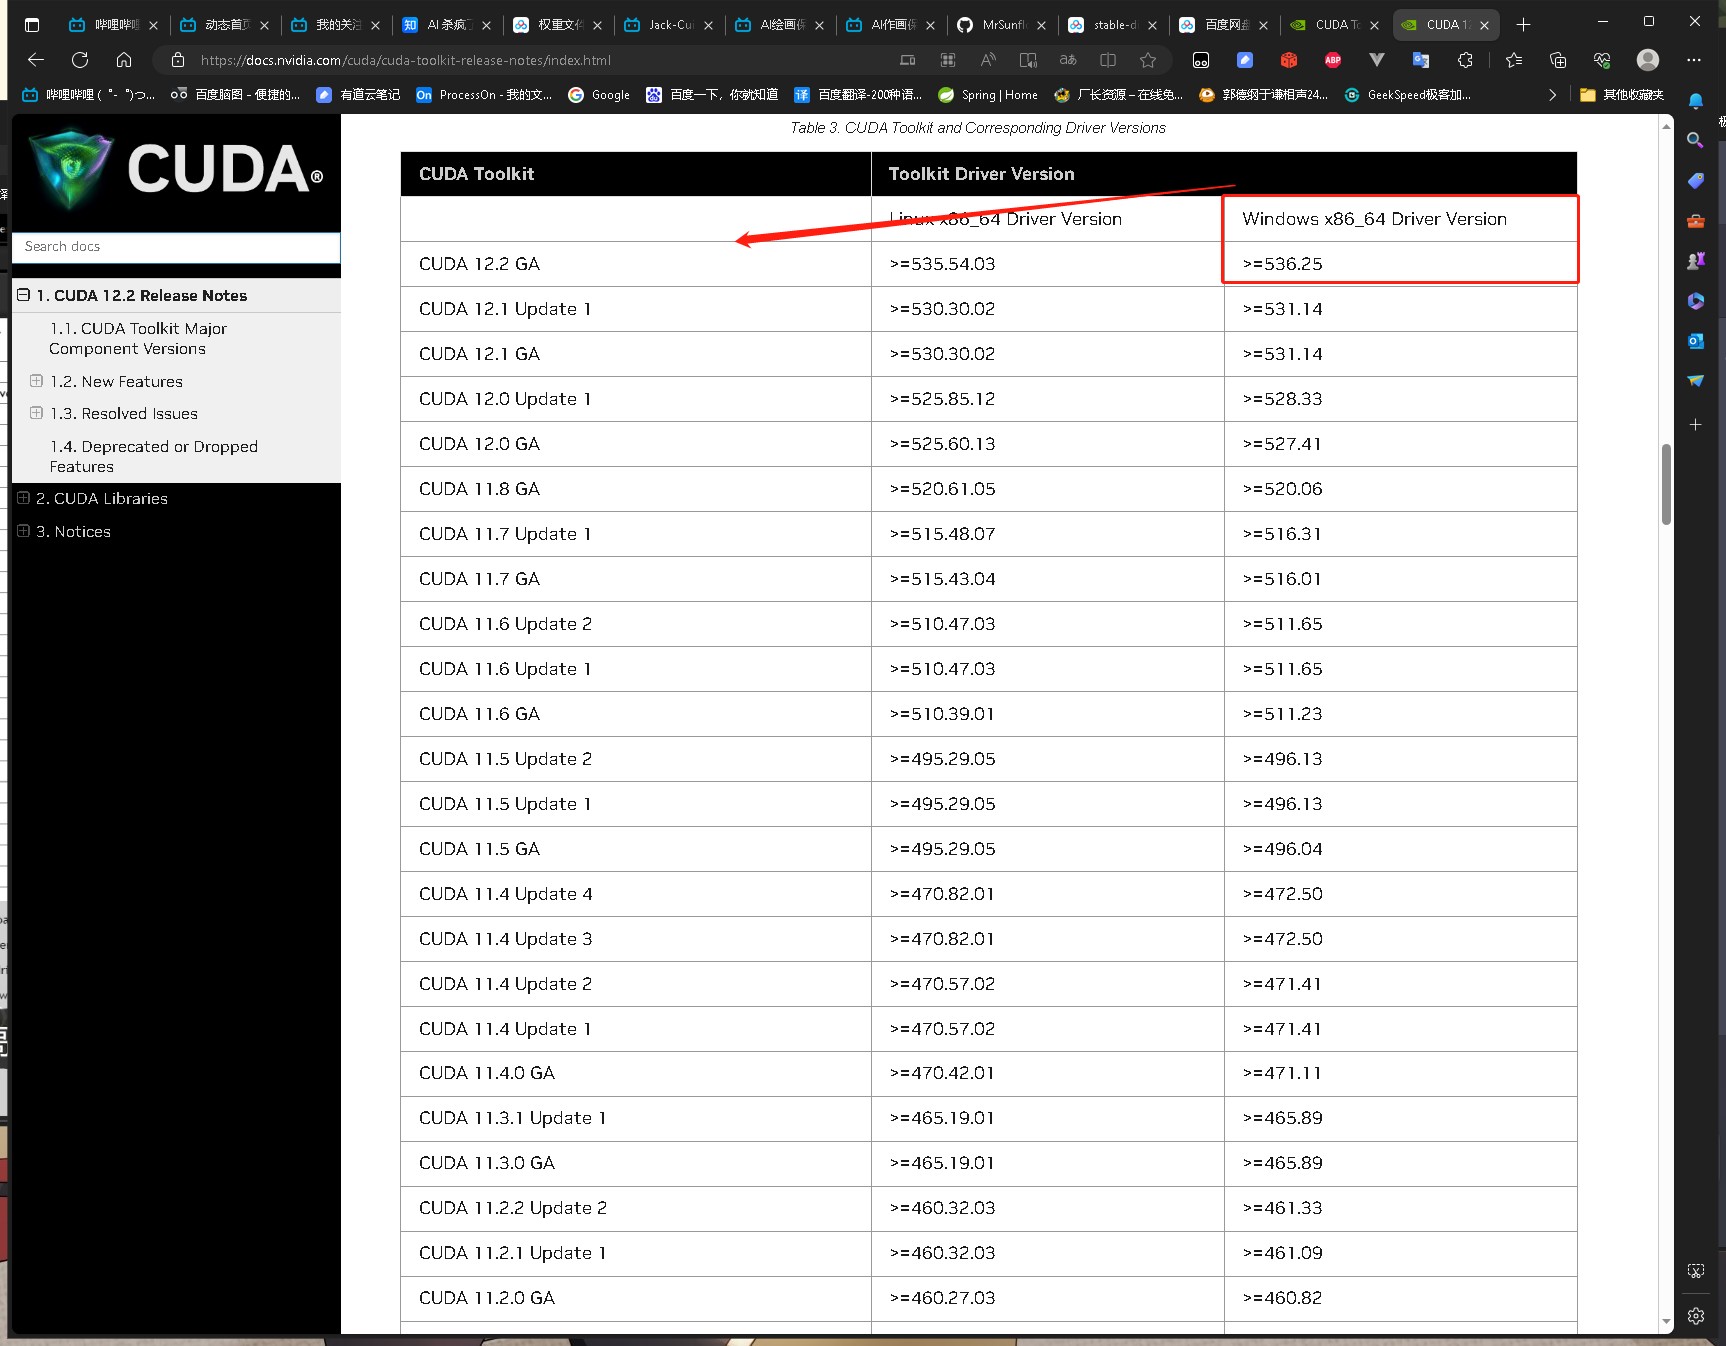 哔哩哔哩
动态首页
我的关注
AI 杀疯了
权重文件
Jack-Cui
AI绘画保
AI作画保
MrSunfl
stable-di
百度网盘
CUDA To
CUDA 12
https://docs.nvidia.com/cuda/cuda-toolkit-release-notes/index.html
哔哩哔哩 ( ゜- ゜)つ...
百度脑图 - 便捷的...
有道云笔记
ProcessOn - 我的文...
Google
百度一下，你就知道
百度翻译-200种语...
Spring | Home
厂长资源 – 在线免...
郭德纲于谦相声24...
GeekSpeed极客加...
其他收藏夹
CUDA®
Search docs
1. CUDA 12.2 Release Notes
1.1. CUDA Toolkit Major
Component Versions
1.2. New Features
1.3. Resolved Issues
1.4. Deprecated or Dropped
Features
2. CUDA Libraries
3. Notices
Table 3. CUDA Toolkit and Corresponding Driver Versions
CUDA Toolkit Toolkit Driver Version
Linux x86_64 Driver Version Windows x86_64 Driver Version
CUDA 12.2 GA >=535.54.03 >=536.25
CUDA 12.1 Update 1 >=530.30.02 >=531.14
CUDA 12.1 GA >=530.30.02 >=531.14
CUDA 12.0 Update 1 >=525.85.12 >=528.33
CUDA 12.0 GA >=525.60.13 >=527.41
CUDA 11.8 GA >=520.61.05 >=520.06
CUDA 11.7 Update 1 >=515.48.07 >=516.31
CUDA 11.7 GA >=515.43.04 >=516.01
CUDA 11.6 Update 2 >=510.47.03 >=511.65
CUDA 11.6 Update 1 >=510.47.03 >=511.65
CUDA 11.6 GA >=510.39.01 >=511.23
CUDA 11.5 Update 2 >=495.29.05 >=496.13
CUDA 11.5 Update 1 >=495.29.05 >=496.13
CUDA 11.5 GA >=495.29.05 >=496.04
CUDA 11.4 Update 4 >=470.82.01 >=472.50
CUDA 11.4 Update 3 >=470.82.01 >=472.50
CUDA 11.4 Update 2 >=470.57.02 >=471.41
CUDA 11.4 Update 1 >=470.57.02 >=471.41
CUDA 11.4.0 GA >=470.42.01 >=471.11
CUDA 11.3.1 Update 1 >=465.19.01 >=465.89
CUDA 11.3.0 GA >=465.19.01 >=465.89
CUDA 11.2.2 Update 2 >=460.32.03 >=461.33
CUDA 11.2.1 Update 1 >=460.32.03 >=461.09
CUDA 11.2.0 GA >=460.27.03 >=460.82